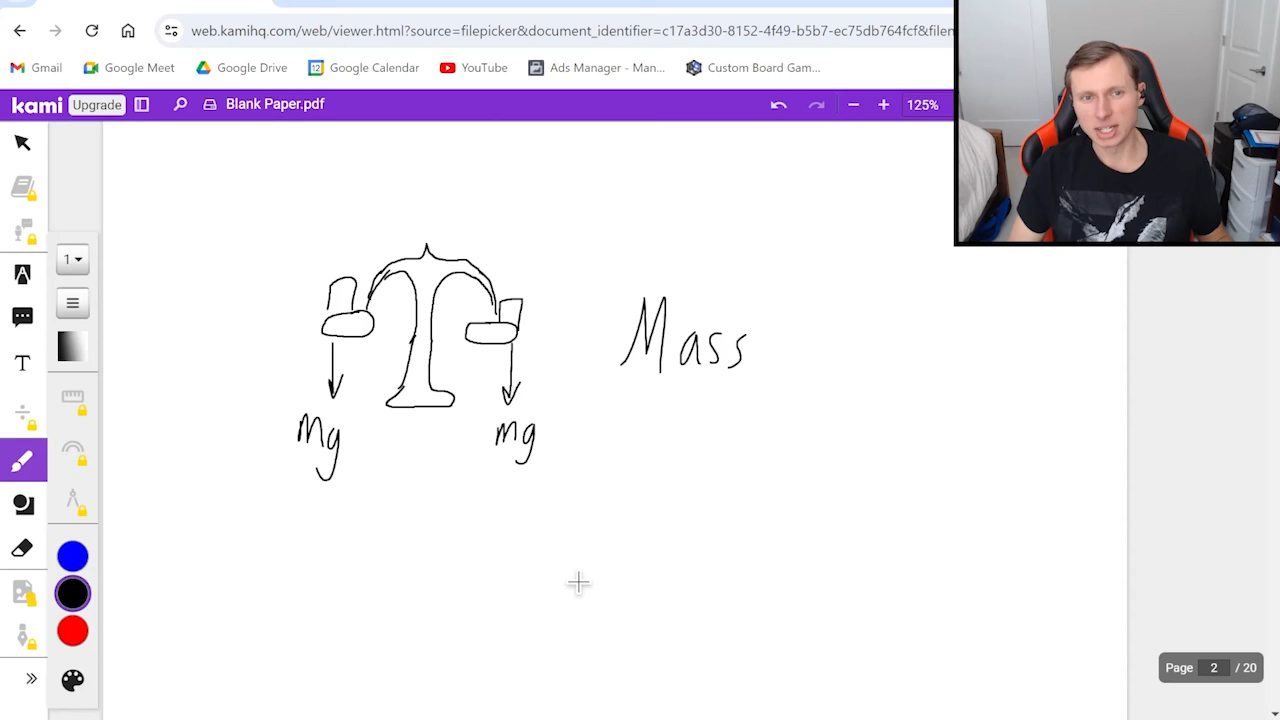 web.kamihq.com/web/viewer.html?source=filepicker&document_identifier=c17a3d30-8152-4f49-b5b7-ec75db764fcf&filen
Gmail Google Meet Google Drive 12 Google Calendar YouTube Ads Manager - Man... Custom Board Gam...
kami Upgrade Blank Paper.pdf 125%
A
T
1
Mass
Mg mg
Page 2 / 20